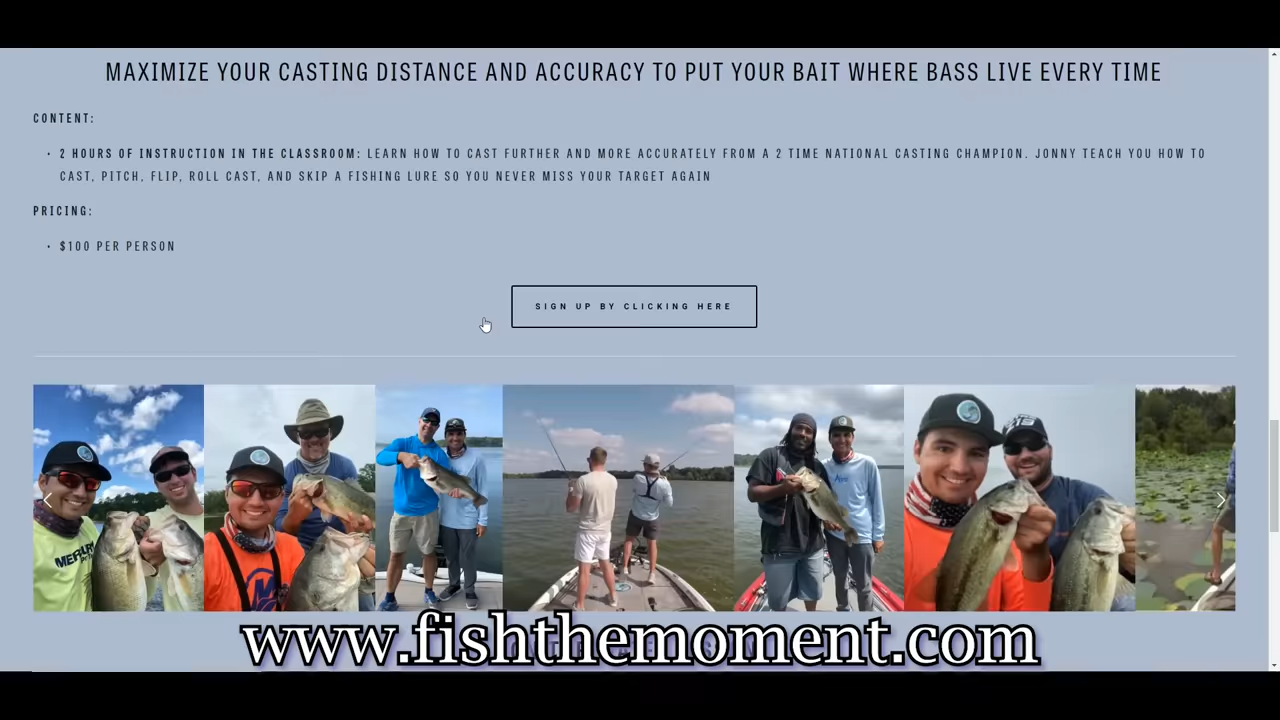 MAXIMIZE YOUR CASTING DISTANCE AND ACCURACY TO PUT YOUR BAIT WHERE BASS LIVE EVERY TIME
CONTENT:
• 2 HOURS OF INSTRUCTION IN THE CLASSROOM: LEARN HOW TO CAST FURTHER AND MORE ACCURATELY FROM A 2 TIME NATIONAL CASTING CHAMPION. JONNY TEACH YOU HOW TO
CAST, PITCH, FLIP, ROLL CAST, AND SKIP A FISHING LURE SO YOU NEVER MISS YOUR TARGET AGAIN
PRICING:
• $100 PER PERSON
SIGN UP BY CLICKING HERE
www.fishthemoment.com